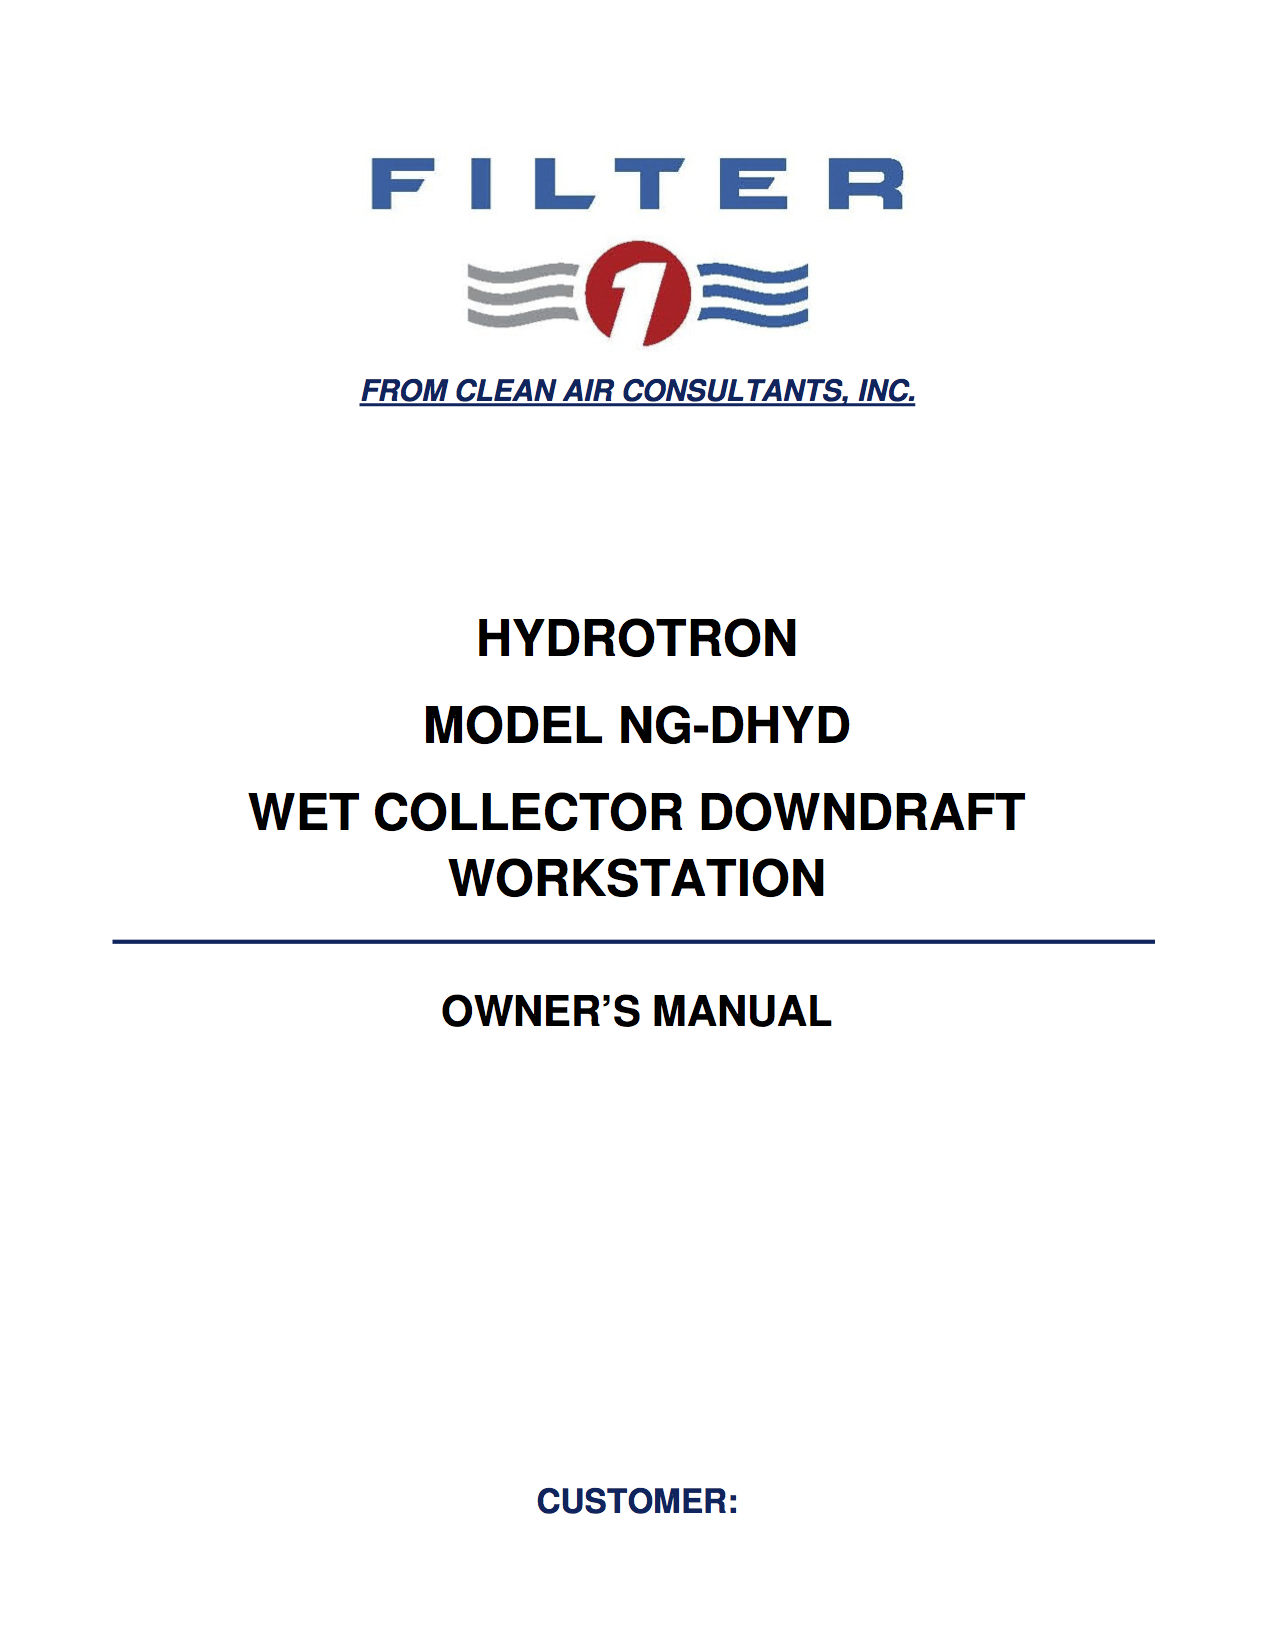 FILTER
1
FROM CLEAN AIR CONSULTANTS, INC.
HYDROTRON
MODEL NG-DHYD
WET COLLECTOR DOWNDRAFT
WORKSTATION
OWNER’S MANUAL
CUSTOMER: